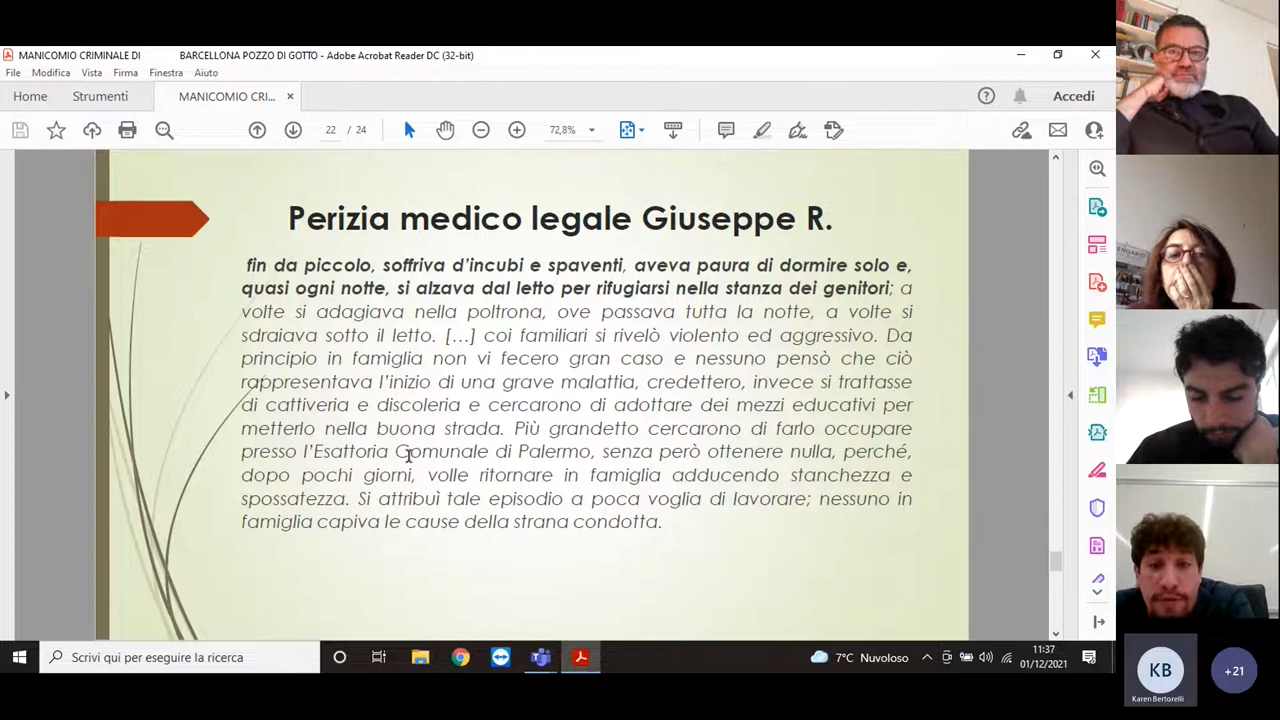 MANICOMIO CRIMINALE DI BARCELLONA POZZO DI GOTTO - Adobe Acrobat Reader DC (32-bit)
File Modifica Vista Firma Finestra Aiuto
Home Strumenti MANICOMIO CRI... × Accedi
22 / 24 72,8%
Perizia medico legale Giuseppe R.
fin da piccolo, soffriva d'incubi e spaventi, aveva paura di dormire solo e,
quasi ogni notte, si alzava dal letto per rifugiarsi nella stanza dei genitori; a
volte si adagiava nella poltrona, ove passava tutta la notte, a volte si
sdraiava sotto il letto. [...] coi familiari si rivelò violento ed aggressivo. Da
principio in famiglia non vi fecero gran caso e nessuno pensò che ciò
rappresentava l'inizio di una grave malattia, credettero, invece si trattasse
di cattiveria e discoleria e cercarono di adottare dei mezzi educativi per
metterlo nella buona strada. Più grandetto cercarono di farlo occupare
presso l'Esattoria Comunale di Palermo, senza però ottenere nulla, perché,
dopo pochi giorni, volle ritornare in famiglia adducendo stanchezza e
spossatezza. Si attribuì tale episodio a poca voglia di lavorare; nessuno in
famiglia capiva le cause della strana condotta.
Scrivi qui per eseguire la ricerca
7°C Nuvoloso
11:37
01/12/2021
KB
Karen Bertorelli
+21